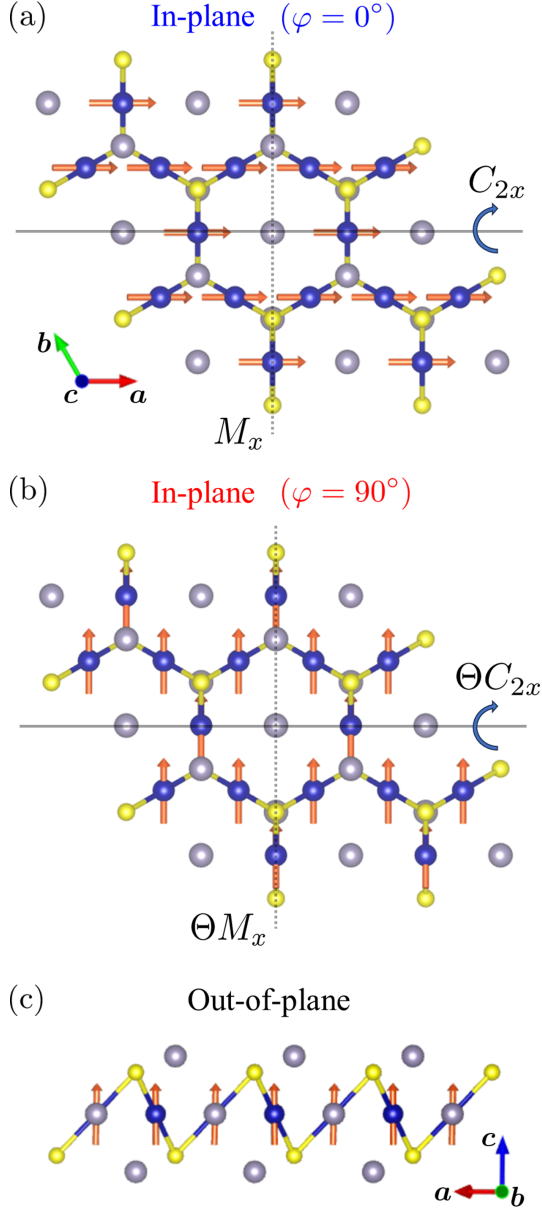 (a) In-plane (φ = 0°)
C₂ₓ
b
c a
Mₓ
(b) In-plane (φ = 90°)
ΘC₂ₓ
ΘMₓ
(c) Out-of-plane
c
a b